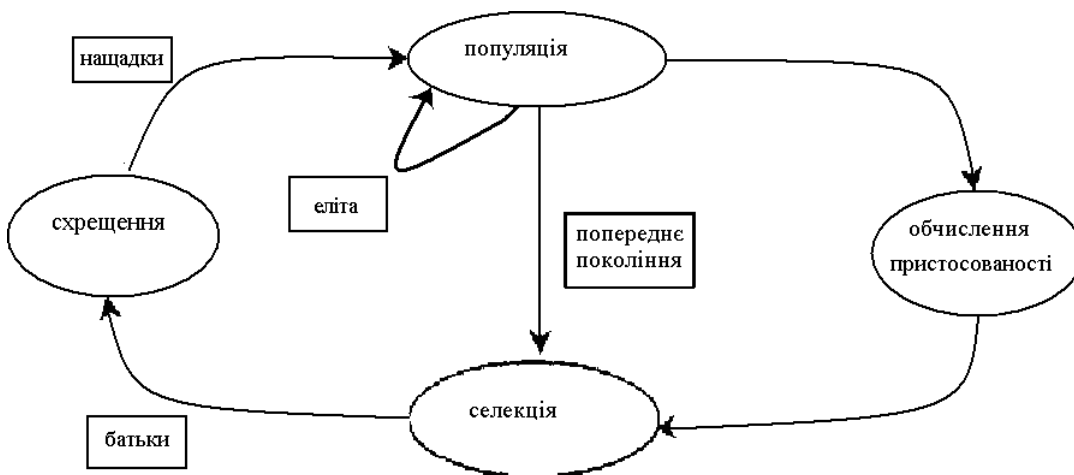 популяція
нащадки
еліта
схрещення
попереднє
покоління
обчислення
пристосованості
селекція
батьки